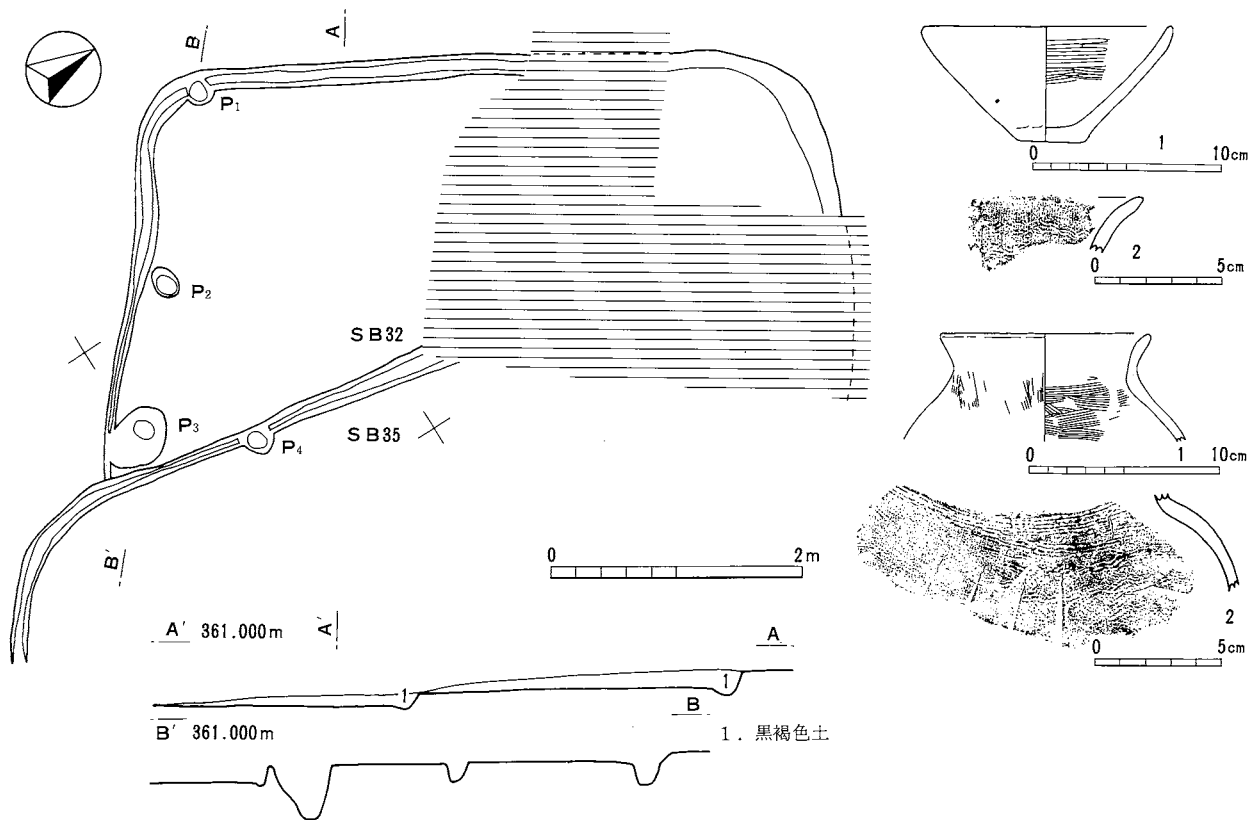 B
A
P1
P2
SB32
P3
P4
SB35
B'
A'
0 2m
A' 361.000m A
1 1
B' 361.000m B
1. 黒褐色土
1
0 10cm
2
0 5cm
1
0 10cm
2
0 5cm